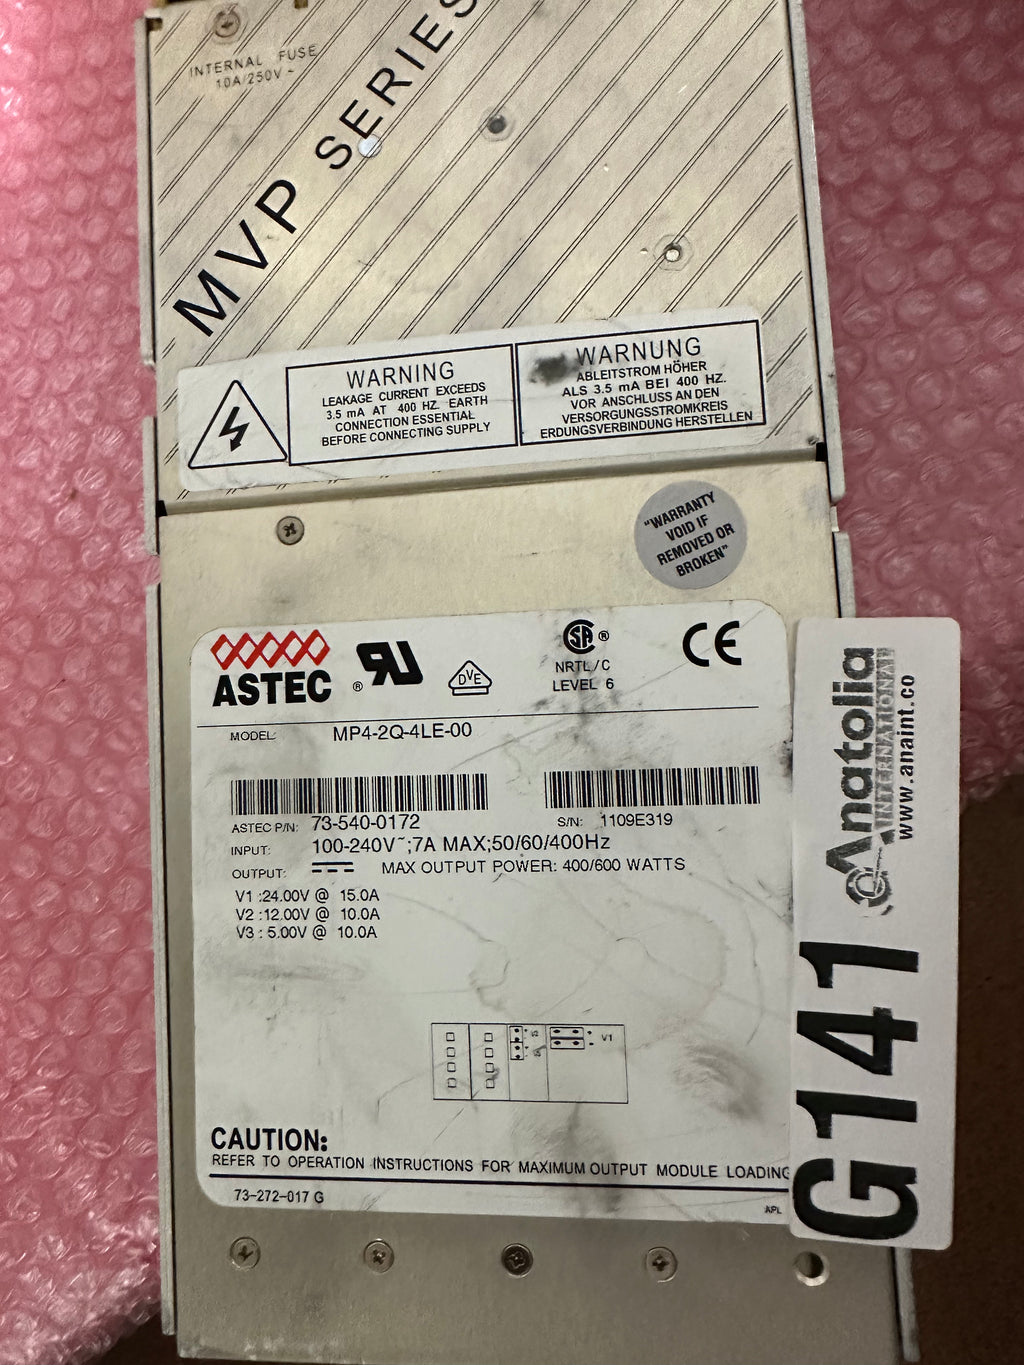 INTERNAL FUSE
10A/250V ~
MVP SERIES
WARNING
LEAKAGE CURRENT EXCEEDS
3.5 mA AT 400 HZ. EARTH
CONNECTION ESSENTIAL
BEFORE CONNECTING SUPPLY
WARNUNG
ABLEITSTROM HÖHER
ALS 3.5 mA BEI 400 HZ.
VOR ANSCHLUSS AN DEN
VERSORGUNGSSTROMKREIS
ERDUNGSVERBINDUNG HERSTELLEN
"WARRANTY
VOID IF
REMOVED OR
BROKEN"
ASTEC
® RU
DVE
SA ®
NRTL/C
LEVEL 6
CE
MODEL: MP4-2Q-4LE-00
ASTEC P/N: 73-540-0172
S/N: 1109E319
INPUT: 100-240V~;7A MAX;50/60/400Hz
OUTPUT: MAX OUTPUT POWER: 400/600 WATTS
V1 :24.00V @ 15.0A
V2 :12.00V @ 10.0A
V3 : 5.00V @ 10.0A
V1
CAUTION:
REFER TO OPERATION INSTRUCTIONS FOR MAXIMUM OUTPUT MODULE LOADING
73-272-017 G
APL
Anatolia
INTERNATIONAL
www.anaint.co
G141